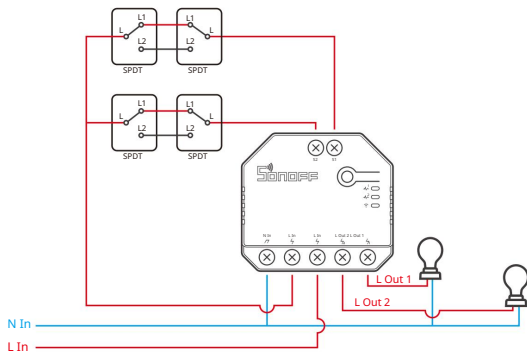 L1
L1
L
L
L2
L2
SPDT
SPDT
L1
L1
L
L
L2
L2
SPDT
SPDT
S2
S1
SONOFF
N In
L In
L In
L Out 2
L Out 1
L Out 1
L Out 2
N In
L In